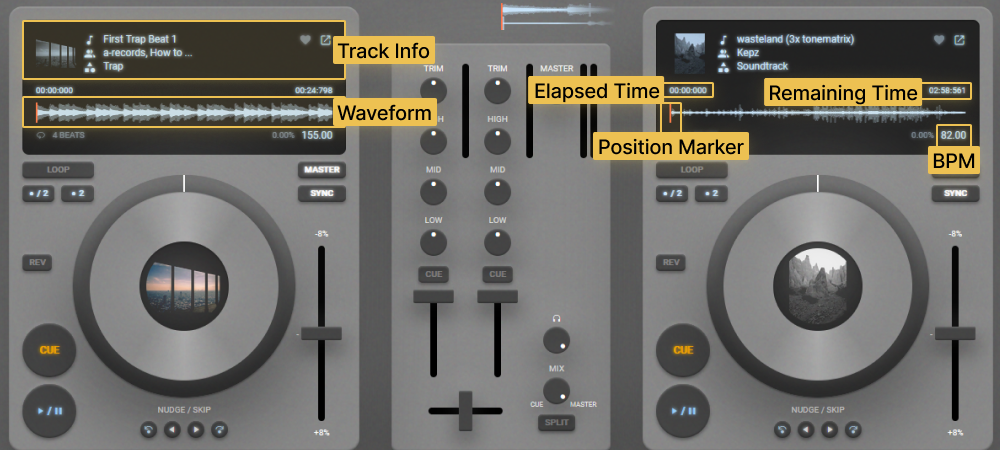 First Trap Beat 1
a-records, How to ...
Trap
Track Info
00:00:000
00:24:798
Waveform
4 BEATS
0.00%
155.00
LOOP
MASTER
• / 2
• 2
SYNC
-8%
REV
CUE
NUDGE / SKIP
+8%
TRIM
TRIM
MASTER
HIGH
MID
MID
LOW
LOW
CUE
CUE
MIX
CUE
MASTER
SPLIT
wasteland (3x tonematrix)
Kepz
Soundtrack
Elapsed Time
00:00:000
Remaining Time
02:58:561
Position Marker
0.00%
82.00
BPM
LOOP
• / 2
• 2
SYNC
-8%
REV
CUE
NUDGE / SKIP
+8%